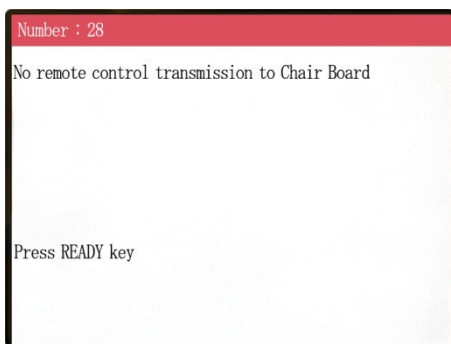 Number : 28
No remote control transmission to Chair Board
Press READY key